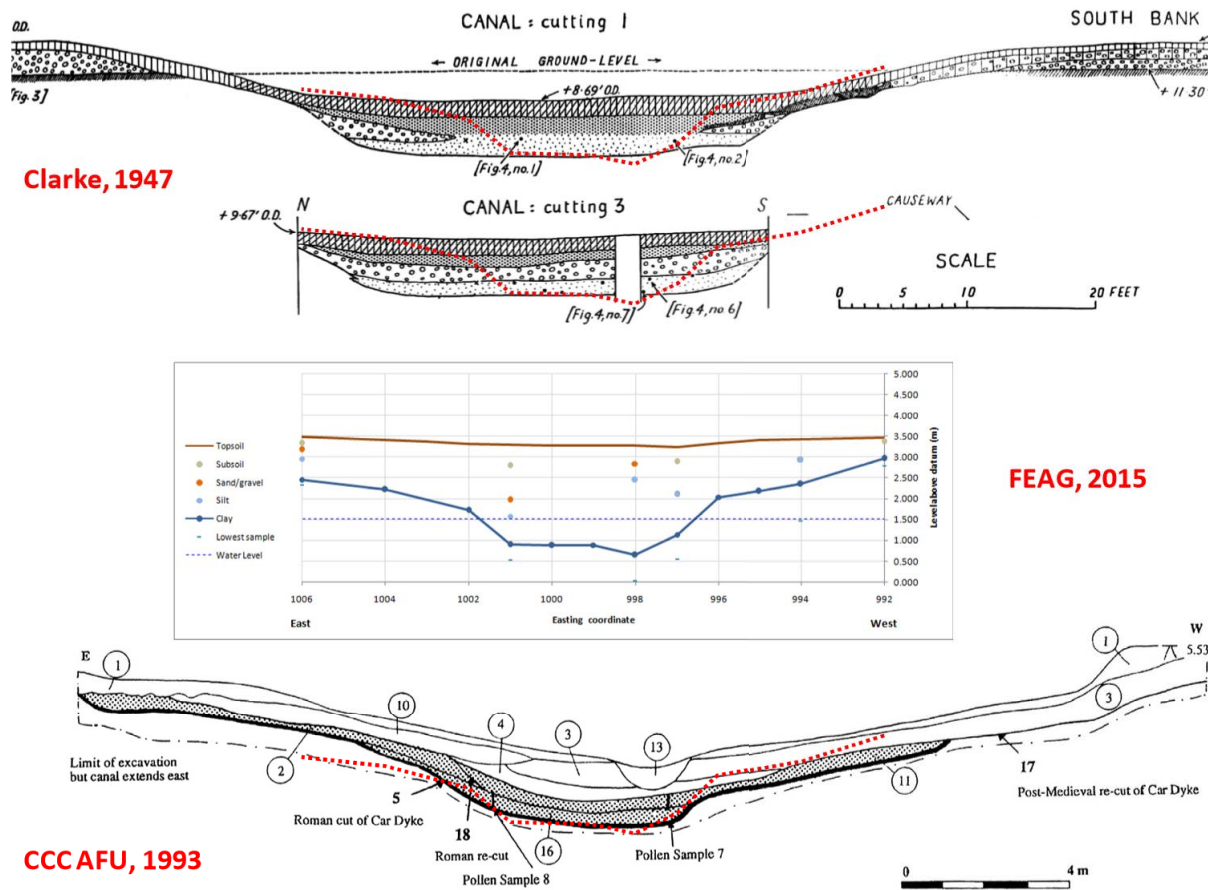 O.D.
CANAL : cutting 1
SOUTH BANK
← ORIGINAL GROUND-LEVEL →
+8·69' O.D.
Fig.3]
+ 11·30'
[Fig.4, no.1]
[Fig.4, no.2]
Clarke, 1947
N
CANAL : cutting 3
S
CAUSEWAY
+ 9·67' O.D.
SCALE
0 5 10 20 FEET
[Fig.4, no.7]
[Fig.4, no.6]
5.000
4.500
4.000
3.500
3.000
2.500
2.000
1.500
1.000
0.500
0.000
Topsoil
Subsoil
Sand/gravel
Silt
Clay
Lowest sample
Water Level
Levelabove datum (m)
1006 1004 1002 1000 998 996 994 992
East
Easting coordinate
West
FEAG, 2015
E
W
1
1
5.53
10
4
3
13
3
2
11
Limit of excavation
but canal extends east
5
Roman cut of Car Dyke
18
Roman re-cut
16
Pollen Sample 7
Pollen Sample 8
17
Post-Medieval re-cut of Car Dyke
CCC AFU, 1993
0 4 m